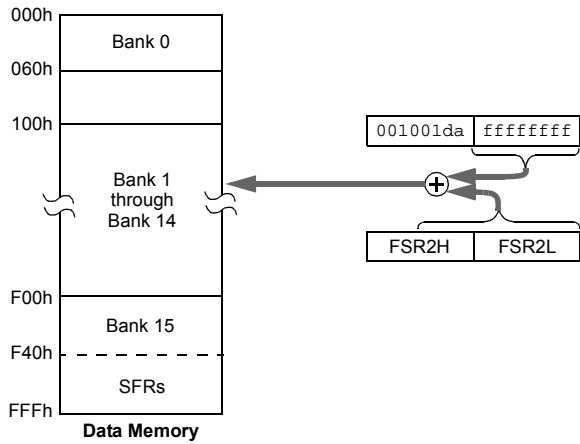 000h
Bank 0
060h
100h
001001da ffffffff
Bank 1
through
Bank 14
FSR2H FSR2L
F00h
Bank 15
F40h
SFRs
FFFh
Data Memory